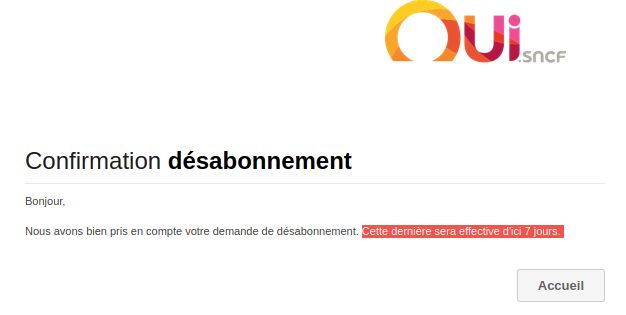 OUi.sncf
Confirmation désabonnement
Bonjour,
Nous avons bien pris en compte votre demande de désabonnement. Cette dernière sera effective d'ici 7 jours.
Accueil